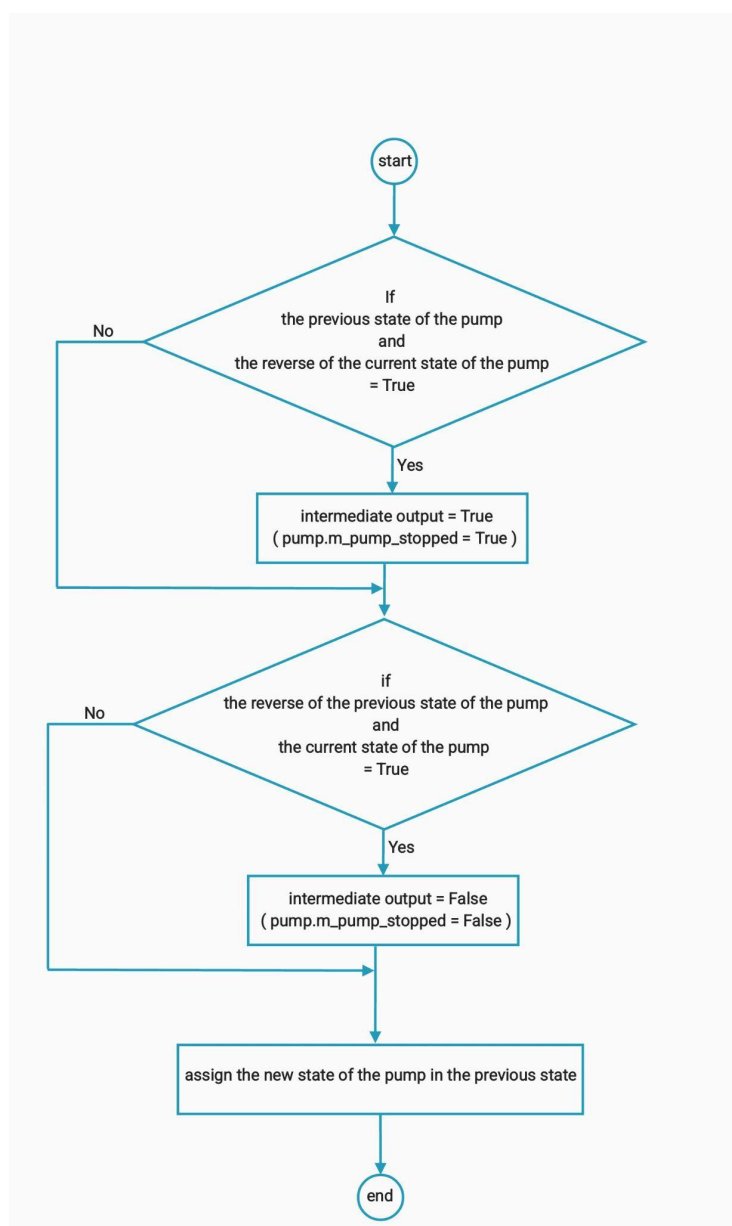 start
If
the previous state of the pump
and
the reverse of the current state of the pump
= True
No
Yes
intermediate output = True
( pump.m_pump_stopped = True )
if
the reverse of the previous state of the pump
and
the current state of the pump
= True
No
Yes
intermediate output = False
( pump.m_pump_stopped = False )
assign the new state of the pump in the previous state
end